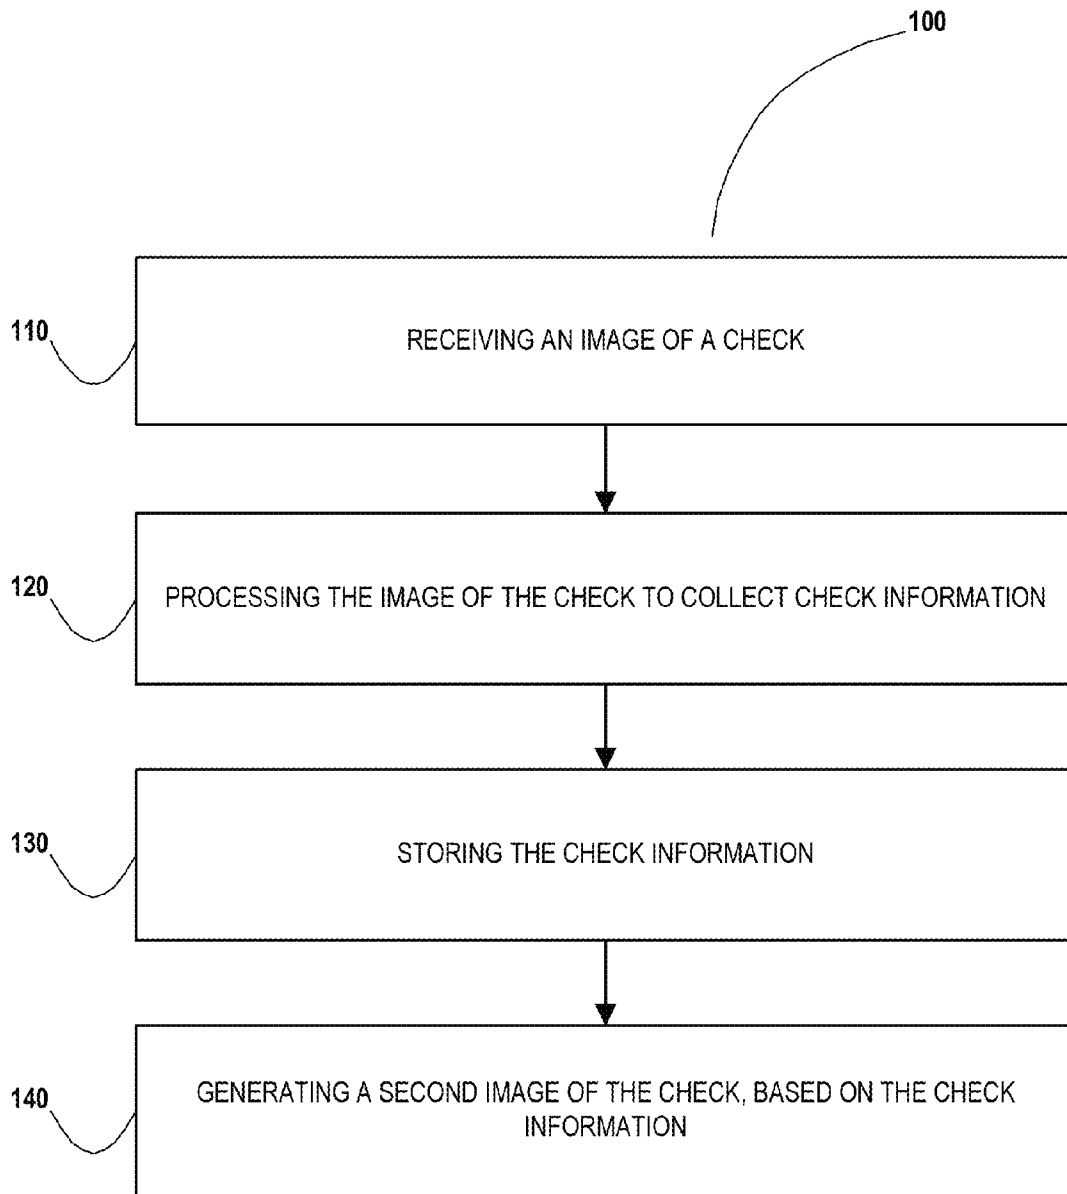 100
110
RECEIVING AN IMAGE OF A CHECK
120
PROCESSING THE IMAGE OF THE CHECK TO COLLECT CHECK INFORMATION
130
STORING THE CHECK INFORMATION
140
GENERATING A SECOND IMAGE OF THE CHECK, BASED ON THE CHECK
INFORMATION